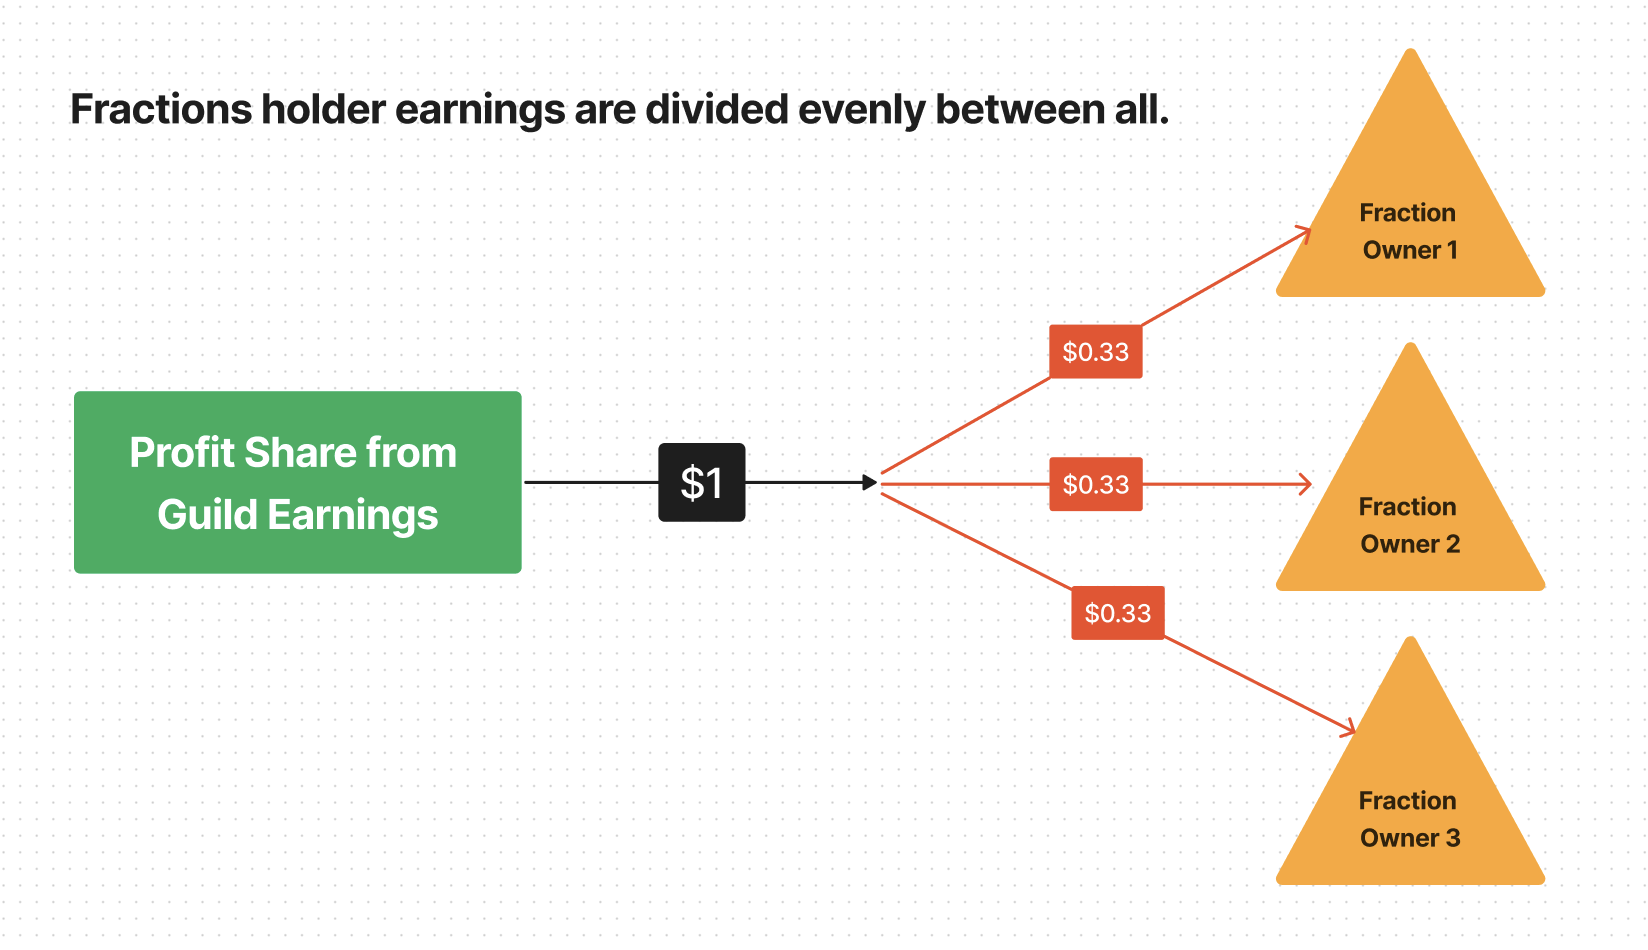 Fractions holder earnings are divided evenly between all.
Profit Share from
Guild Earnings
$1
$0.33
$0.33
$0.33
Fraction
Owner 1
Fraction
Owner 2
Fraction
Owner 3